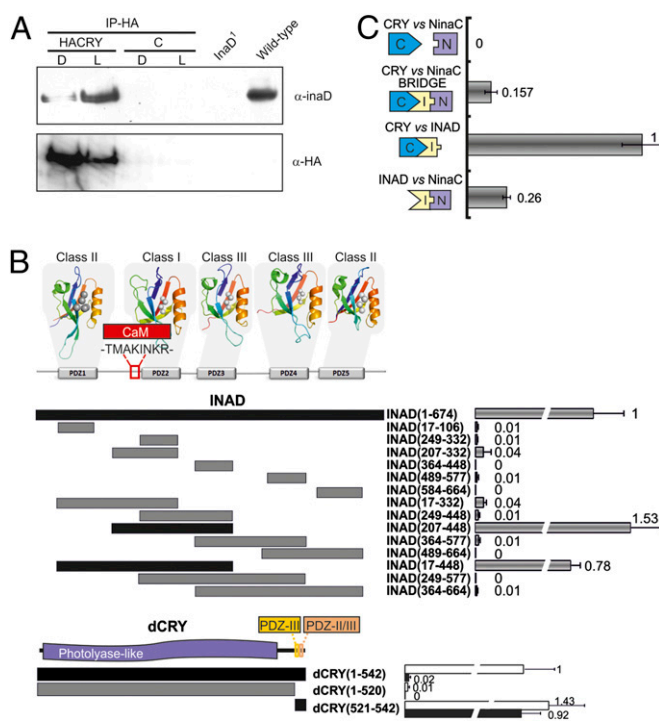 A
IP-HA
HACRY C
D L D L InaD1 Wild-type
α-inaD
α-HA
C
CRY vs NinaC
C N 0
CRY vs NinaC
BRIDGE
C I N 0.157
CRY vs INAD
C I 1
INAD vs NinaC
I N 0.26
B
Class II Class I Class III Class III Class II
CaM
-TMAKINKR-
PDZ1 PDZ2 PDZ3 PDZ4 PDZ5
INAD
INAD(1-674) 1
INAD(17-106) 0.01
INAD(249-332) 0.01
INAD(207-332) 0.04
INAD(364-448) 0
INAD(489-577) 0.01
INAD(584-664) 0
INAD(17-332) 0.04
INAD(249-448) 0.01
INAD(207-448) 1.53
INAD(364-577) 0.01
INAD(489-664) 0
INAD(17-448) 0.78
INAD(249-577) 0
INAD(364-664) 0.01
dCRY PDZ-III PDZ-II/III
Photolyase-like
dCRY(1-542) 1
0.02
dCRY(1-520) 0.01
0
dCRY(521-542) 1.43
0.92